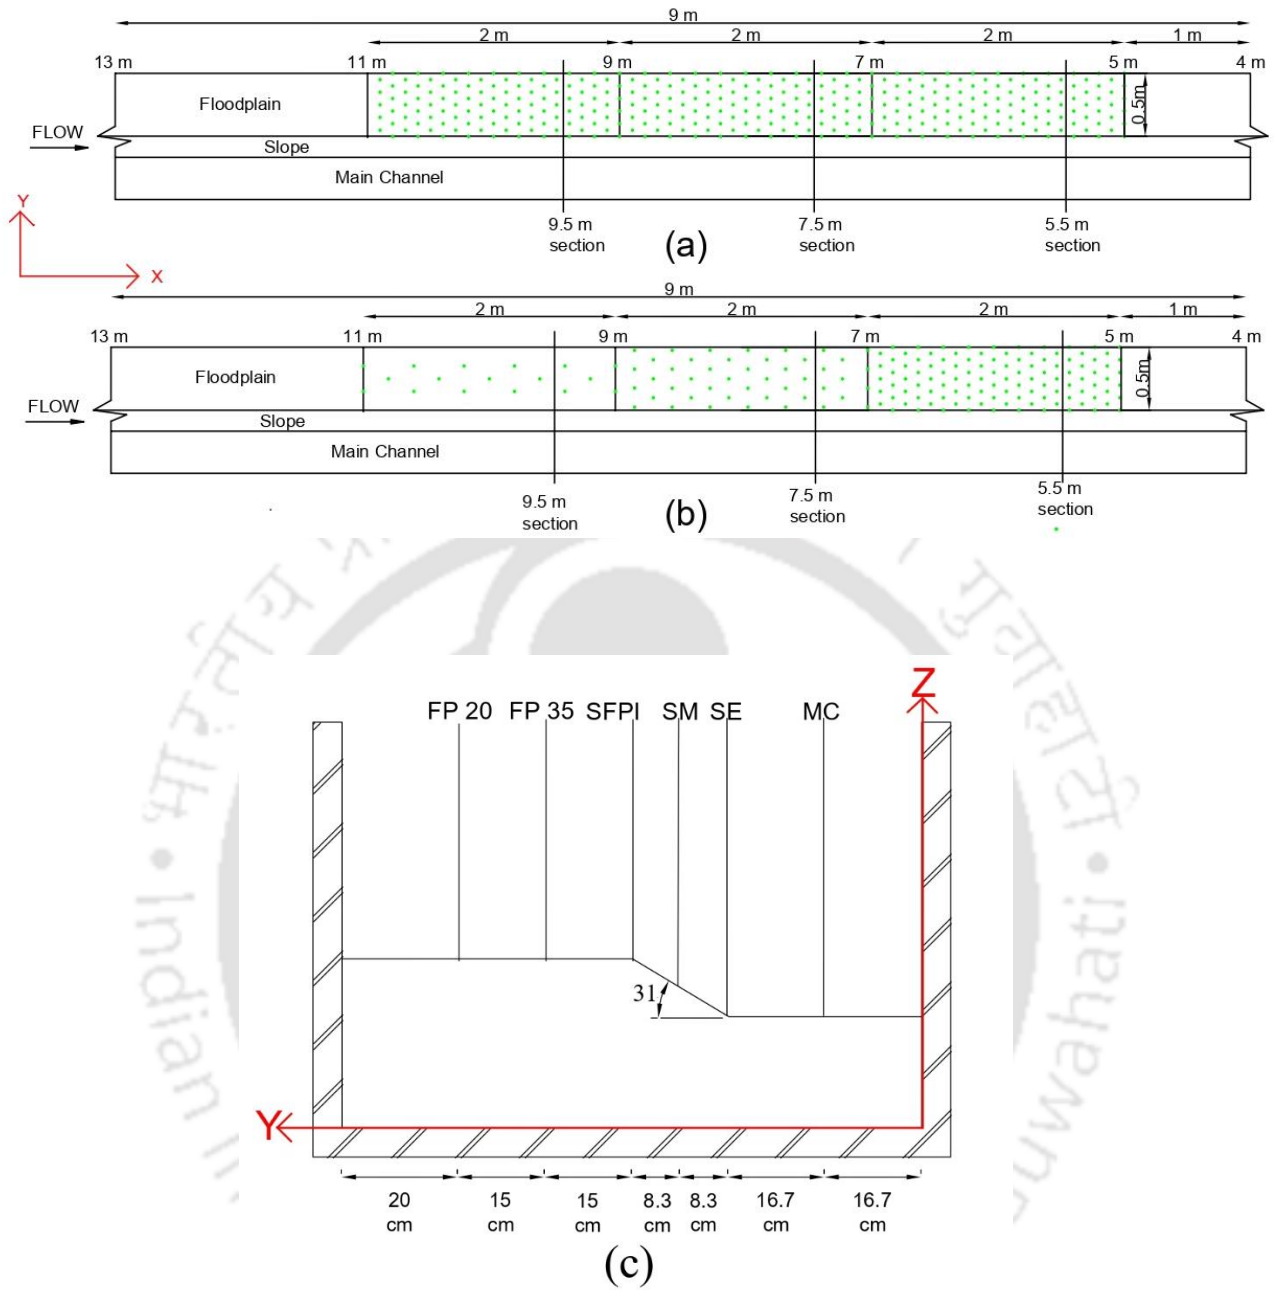 9 m
2 m 2 m 2 m 1 m
13 m 11 m 9 m 7 m 5 m 4 m
Floodplain
0.5m
FLOW
Slope
Main Channel
Y
X
9.5 m
section
7.5 m
section
5.5 m
section
(a)
9 m
2 m 2 m 2 m 1 m
13 m 11 m 9 m 7 m 5 m 4 m
Floodplain
0.5m
FLOW
Slope
Main Channel
9.5 m
section
7.5 m
section
5.5 m
section
(b)
Z
FP 20 FP 35 SFPI SM SE MC
31
Y
20 15 15 8.3 8.3 16.7 16.7
cm cm cm cm cm cm cm
(c)
भारतीय
Indian
uwahati